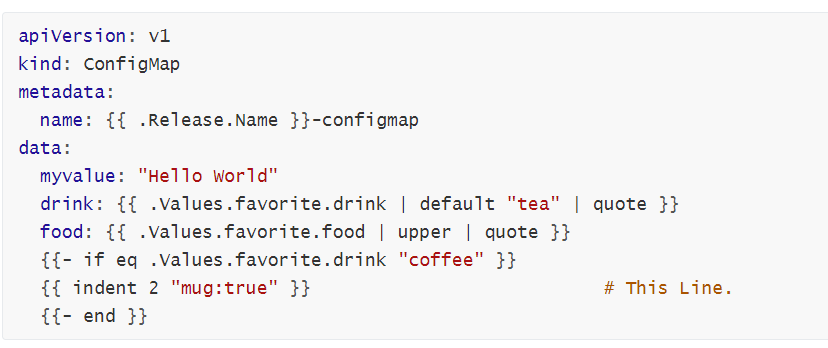 apiVersion: v1
kind: ConfigMap
metadata:
  name: {{ .Release.Name }}-configmap
data:
  myvalue: "Hello World"
  drink: {{ .Values.favorite.drink | default "tea" | quote }}
  food: {{ .Values.favorite.food | upper | quote }}
  {{- if eq .Values.favorite.drink "coffee" }}
  {{ indent 2 "mug:true" }}                           # This Line.
  {{- end }}